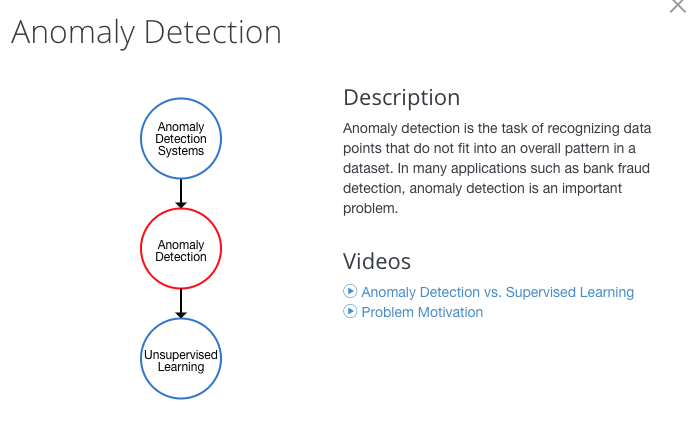 Anomaly Detection
Anomaly
Detection
Systems
Anomaly
Detection
Unsupervised
Learning
Description
Anomaly detection is the task of recognizing data
points that do not fit into an overall pattern in a
dataset. In many applications such as bank fraud
detection, anomaly detection is an important
problem.
Videos
Anomaly Detection vs. Supervised Learning
Problem Motivation